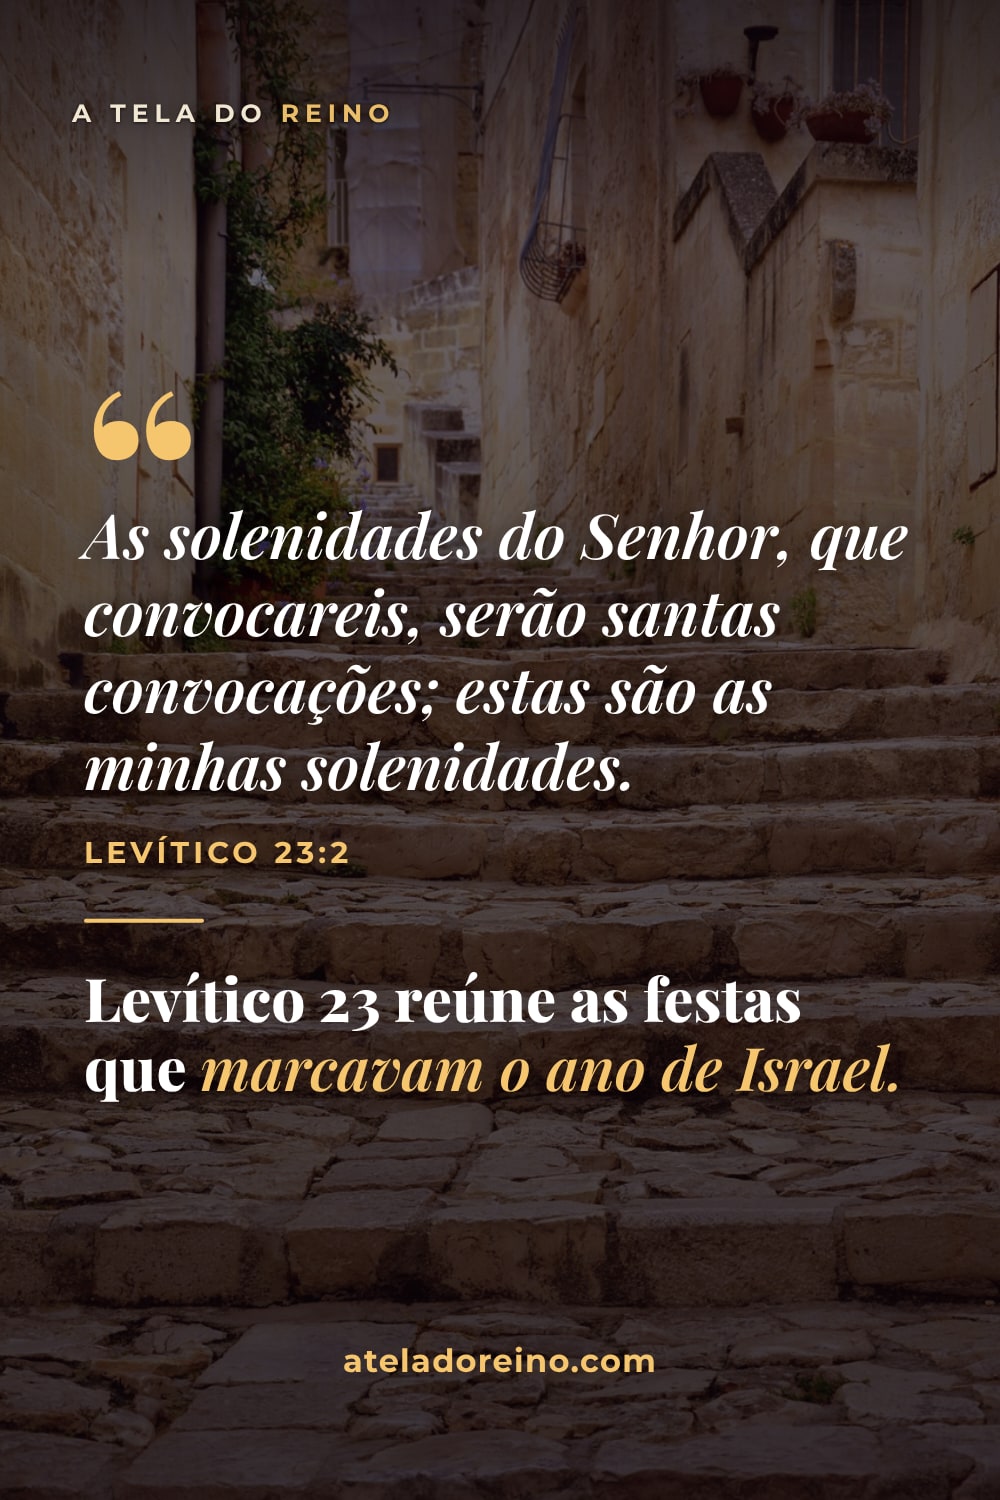 A TELA DO REINO
“
As solenidades do Senhor, que
convocareis, serão santas
convocações; estas são as
minhas solenidades.
LEVÍTICO 23:2
Levítico 23 reúne as festas
que marcavam o ano de Israel.
ateladoreino.com